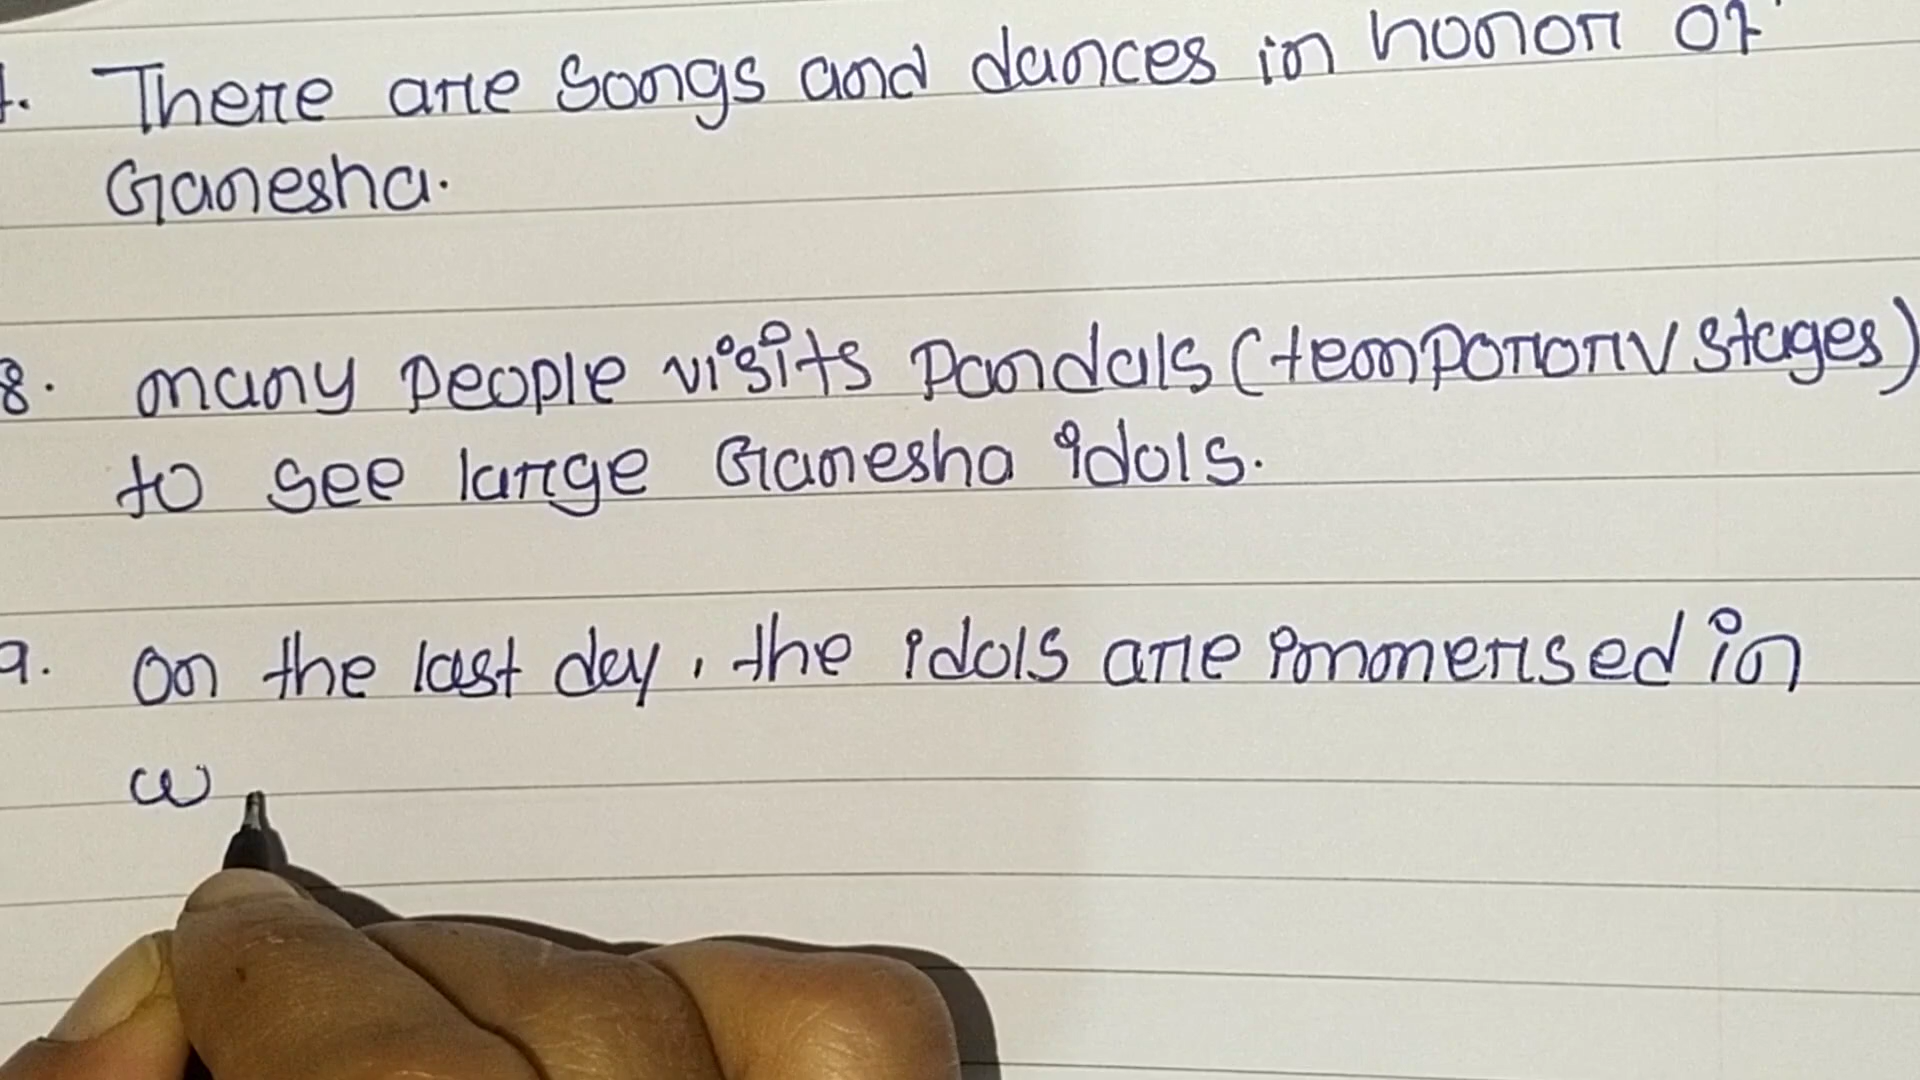 7. There are songs and dances in honor of
Ganesha.
8. many people visits pandals (temporory stages)
to see large Ganesha idols.
9. on the last day, the idols are immersed in
w